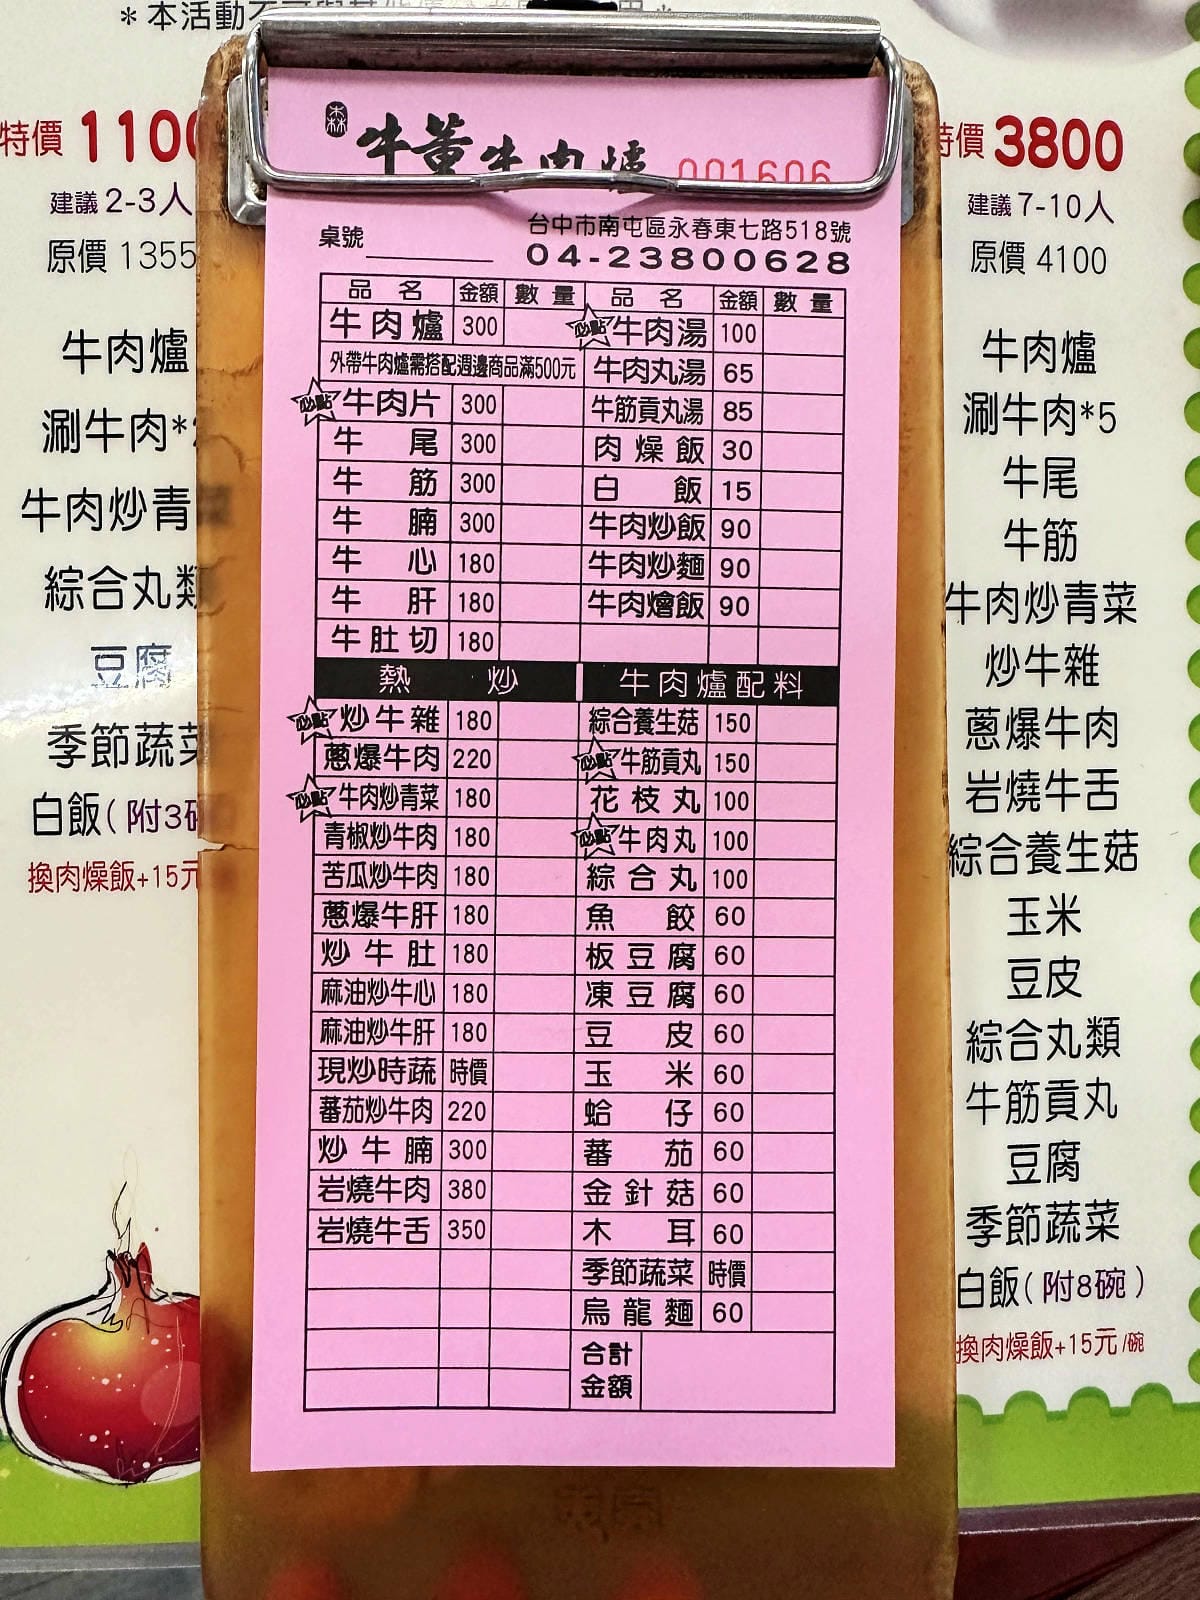 *本活動不
特價 1100
建議 2-3人
原價 1355
牛肉爐
涮牛肉*
牛肉炒青
綜合丸類
豆腐
季節蔬菜
白飯(附3碗
換肉燥飯+15元
森
牛董牛肉爐 001606
台中市南屯區永春東七路518號
桌號 04-23800628
品名 金額 數量 品名 金額 數量
牛肉爐 300 必點 牛肉湯 100
外帶牛肉爐需搭配週邊商品滿500元 牛肉丸湯 65
必點 牛肉片 300 牛筋貢丸湯 85
牛尾 300 肉燥飯 30
牛筋 300 白飯 15
牛腩 300 牛肉炒飯 90
牛心 180 牛肉炒麵 90
牛肝 180 牛肉燴飯 90
牛肚切 180
熱炒 牛肉爐配料
必點 炒牛雜 180 綜合養生菇 150
蔥爆牛肉 220 必點 牛筋貢丸 150
必點 牛肉炒青菜 180 花枝丸 100
青椒炒牛肉 180 必點 牛肉丸 100
苦瓜炒牛肉 180 綜合丸 100
蔥爆牛肝 180 魚餃 60
炒牛肚 180 板豆腐 60
麻油炒牛心 180 凍豆腐 60
麻油炒牛肝 180 豆皮 60
現炒時蔬 時價 玉米 60
蕃茄炒牛肉 220 蛤仔 60
炒牛腩 300 蕃茄 60
岩燒牛肉 380 金針菇 60
岩燒牛舌 350 木耳 60
季節蔬菜 時價
烏龍麵 60
合計
金額
特價 3800
建議 7-10人
原價 4100
牛肉爐
涮牛肉*5
牛尾
牛筋
牛肉炒青菜
炒牛雜
蔥爆牛肉
岩燒牛舌
綜合養生菇
玉米
豆皮
綜合丸類
牛筋貢丸
豆腐
季節蔬菜
白飯(附8碗)
換肉燥飯+15元/碗